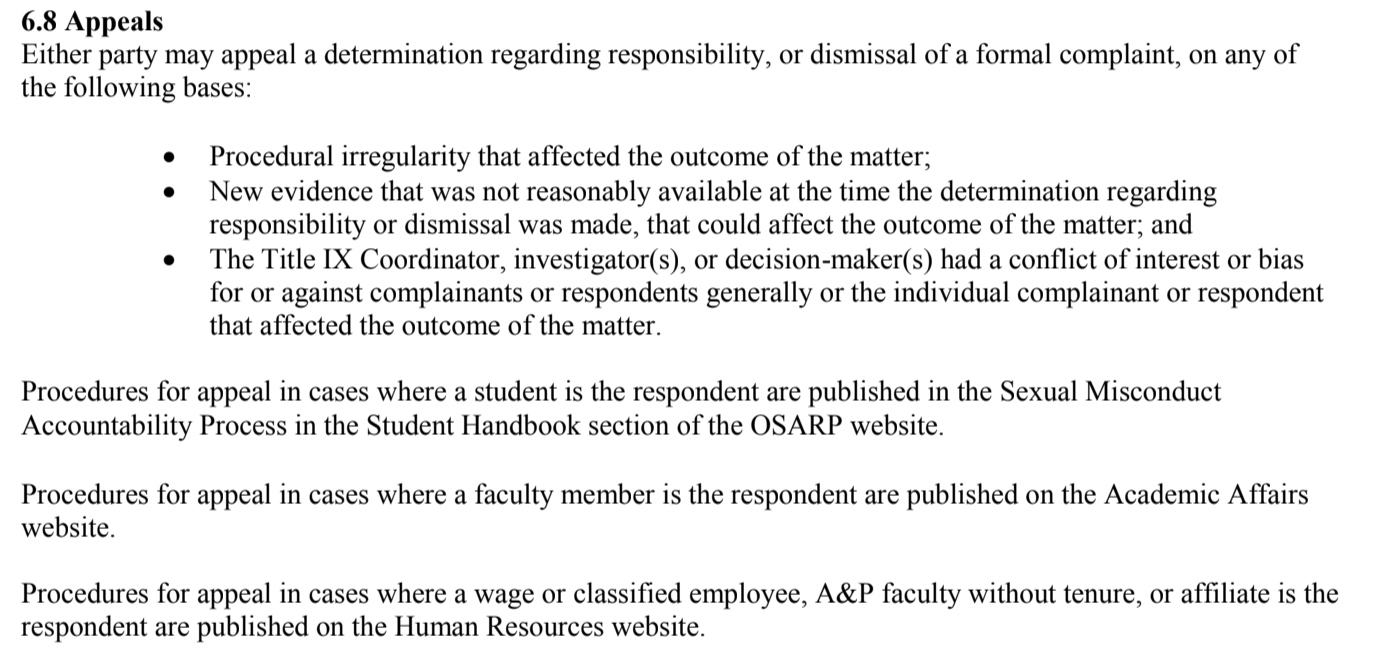 6.8 Appeals
Either party may appeal a determination regarding responsibility, or dismissal of a formal complaint, on any of
the following bases:
• Procedural irregularity that affected the outcome of the matter;
• New evidence that was not reasonably available at the time the determination regarding
responsibility or dismissal was made, that could affect the outcome of the matter; and
• The Title IX Coordinator, investigator(s), or decision-maker(s) had a conflict of interest or bias
for or against complainants or respondents generally or the individual complainant or respondent
that affected the outcome of the matter.
Procedures for appeal in cases where a student is the respondent are published in the Sexual Misconduct
Accountability Process in the Student Handbook section of the OSARP website.
Procedures for appeal in cases where a faculty member is the respondent are published on the Academic Affairs
website.
Procedures for appeal in cases where a wage or classified employee, A&P faculty without tenure, or affiliate is the
respondent are published on the Human Resources website.